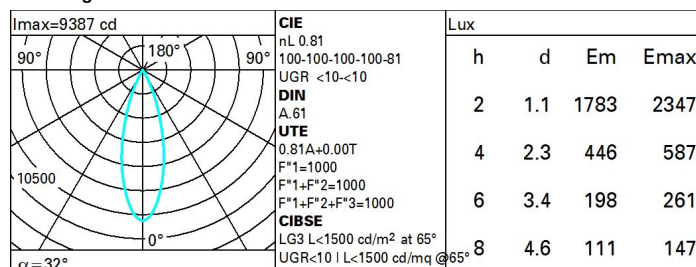 Imax=9387 cd
90° 180° 90°
10500
0°
α=32°
CIE
nL 0.81
100-100-100-100-81
UGR <10-<10
DIN
A.61
UTE
0.81A+0.00T
F"1=1000
F"1+F"2=1000
F"1+F"2+F"3=1000
CIBSE
LG3 L<1500 cd/m² at 65°
UGR<10 | L<1500 cd/mq @65°
Lux
h d Em Emax
2 1.1 1783 2347
4 2.3 446 587
6 3.4 198 261
8 4.6 111 147